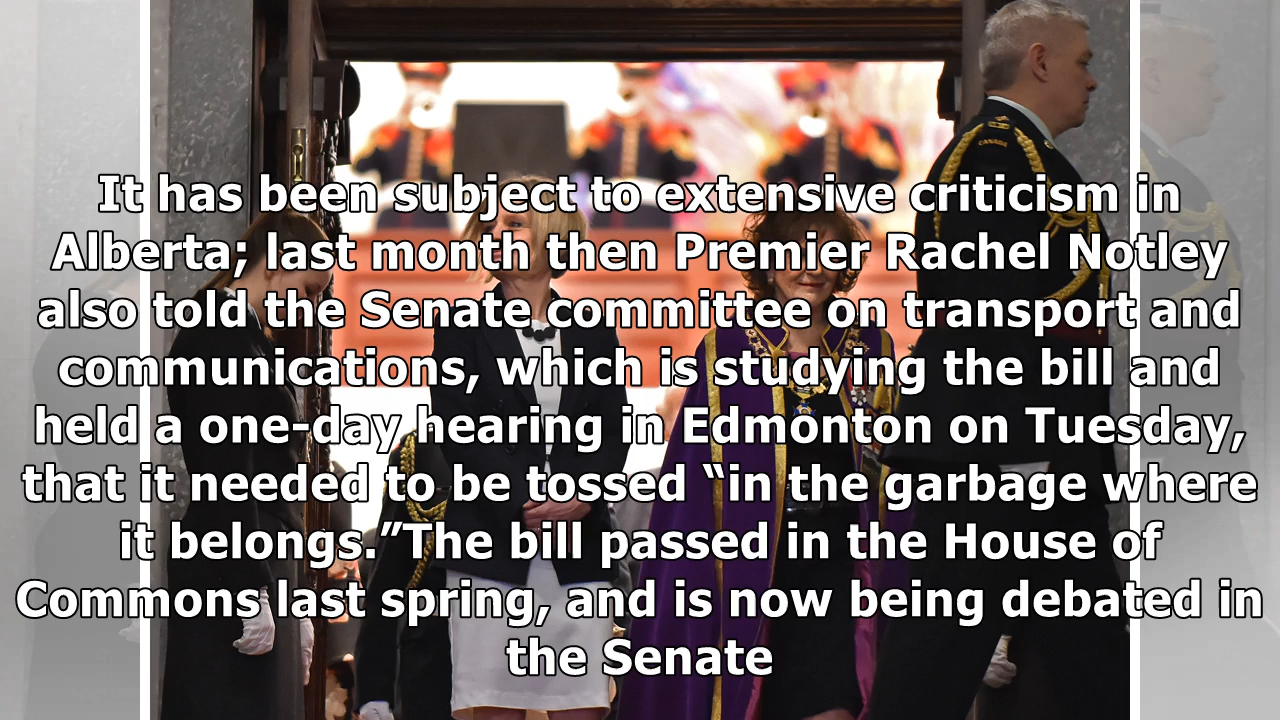 It has been subject to extensive criticism in
Alberta; last month then Premier Rachel Notley
also told the Senate committee on transport and
communications, which is studying the bill and
held a one-day hearing in Edmonton on Tuesday,
that it needed to be tossed “in the garbage where
it belongs.”The bill passed in the House of
Commons last spring, and is now being debated in
the Senate
CANADA